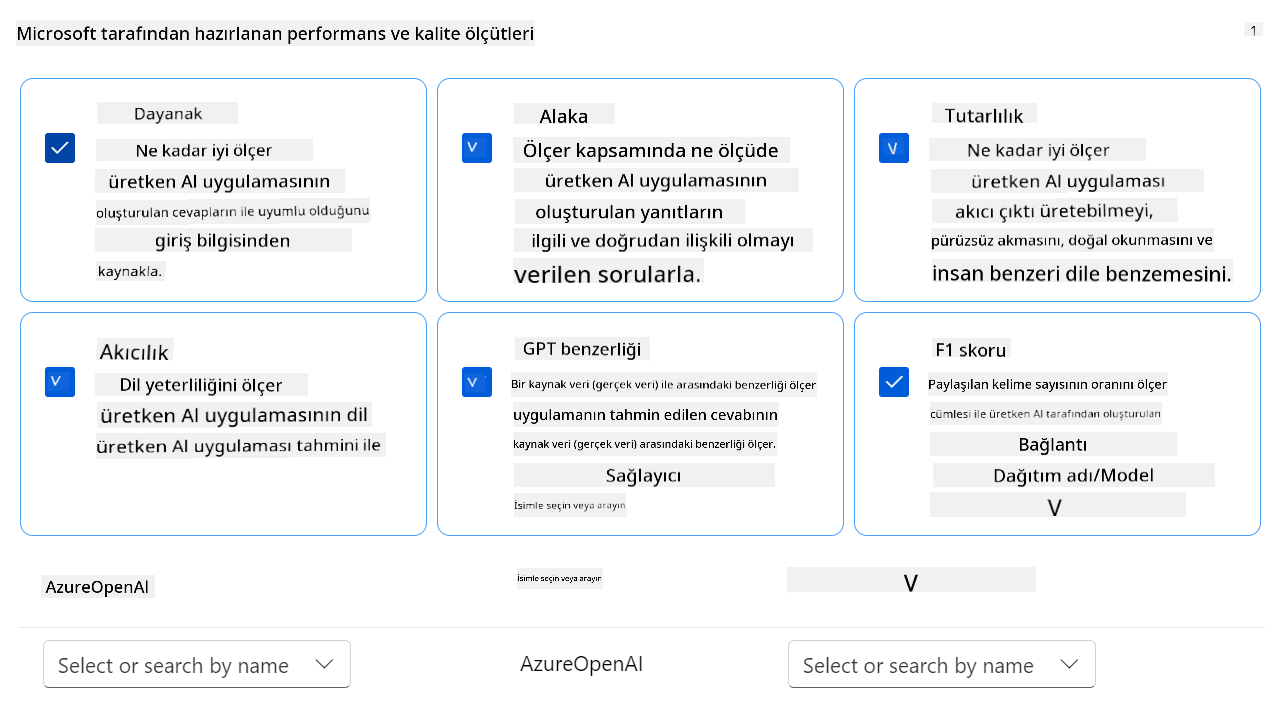 Microsoft tarafından hazırlanan performans ve kalite ölçütleri
1
Dayanak
Ne kadar iyi ölçer
üretken AI uygulamasının
oluşturulan cevapların ile uyumlu olduğunu
giriş bilgisinden
kaynakla.
Alaka
Ölçer kapsamında ne ölçüde
üretken AI uygulamasının
oluşturulan yanıtların
ilgili ve doğrudan ilişkili olmayı
verilen sorularla.
Tutarlılık
Ne kadar iyi ölçer
üretken AI uygulaması
akıcı çıktı üretebilmeyi,
pürüzsüz akmasını, doğal okunmasını ve
insan benzeri dile benzemesini.
Akıcılık
Dil yeterliliğini ölçer
üretken AI uygulamasının dil
üretken AI uygulaması tahmini ile
GPT benzerliği
Bir kaynak veri (gerçek veri) ile arasındaki benzerliği ölçer
uygulamanın tahmin edilen cevabının
kaynak veri (gerçek veri) arasındaki benzerliği ölçer.
Sağlayıcı
İsimle seçin veya arayın
F1 skoru
Paylaşılan kelime sayısının oranını ölçer
cümlesi ile üretken AI tarafından oluşturulan
Bağlantı
Dağıtım adı/Model
V
V
V
V
V
AzureOpenAI
İsimle seçin veya arayın
V
Select or search by name
AzureOpenAI
Select or search by name